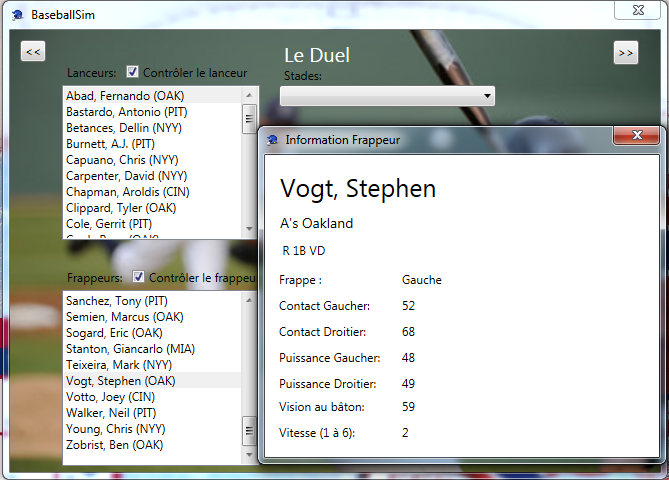 BaseballSim
<<
Le Duel
>>
Lanceurs:
Contrôler le lanceur
Stades:
Abad, Fernando (OAK)
Bastardo, Antonio (PIT)
Betances, Dellin (NYY)
Burnett, A.J. (PIT)
Capuano, Chris (NYY)
Carpenter, David (NYY)
Chapman, Aroldis (CIN)
Clippard, Tyler (OAK)
Cole, Gerrit (PIT)
Frappeurs:
Contrôler le frappeu
Sanchez, Tony (PIT)
Semien, Marcus (OAK)
Sogard, Eric (OAK)
Stanton, Giancarlo (MIA)
Teixeira, Mark (NYY)
Vogt, Stephen (OAK)
Votto, Joey (CIN)
Walker, Neil (PIT)
Young, Chris (NYY)
Zobrist, Ben (OAK)
Information Frappeur
Vogt, Stephen
A's Oakland
R 1B VD
Frappe : Gauche
Contact Gaucher: 52
Contact Droitier: 68
Puissance Gaucher: 48
Puissance Droitier: 49
Vision au bâton: 59
Vitesse (1 à 6): 2